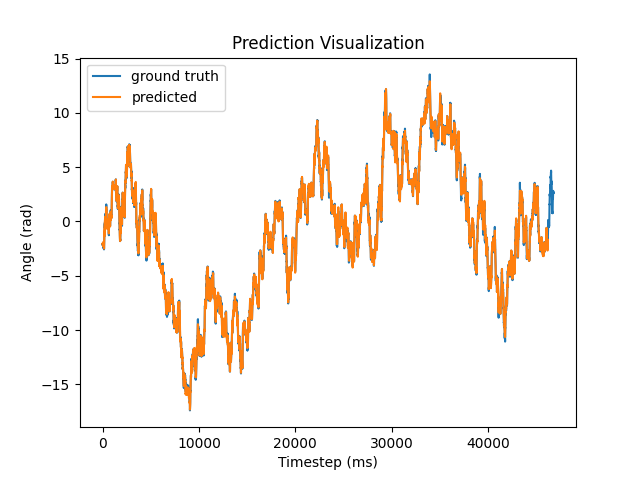 Prediction Visualization
ground truth
predicted
15
10
5
0
−5
−10
−15
Angle (rad)
0 10000 20000 30000 40000
Timestep (ms)